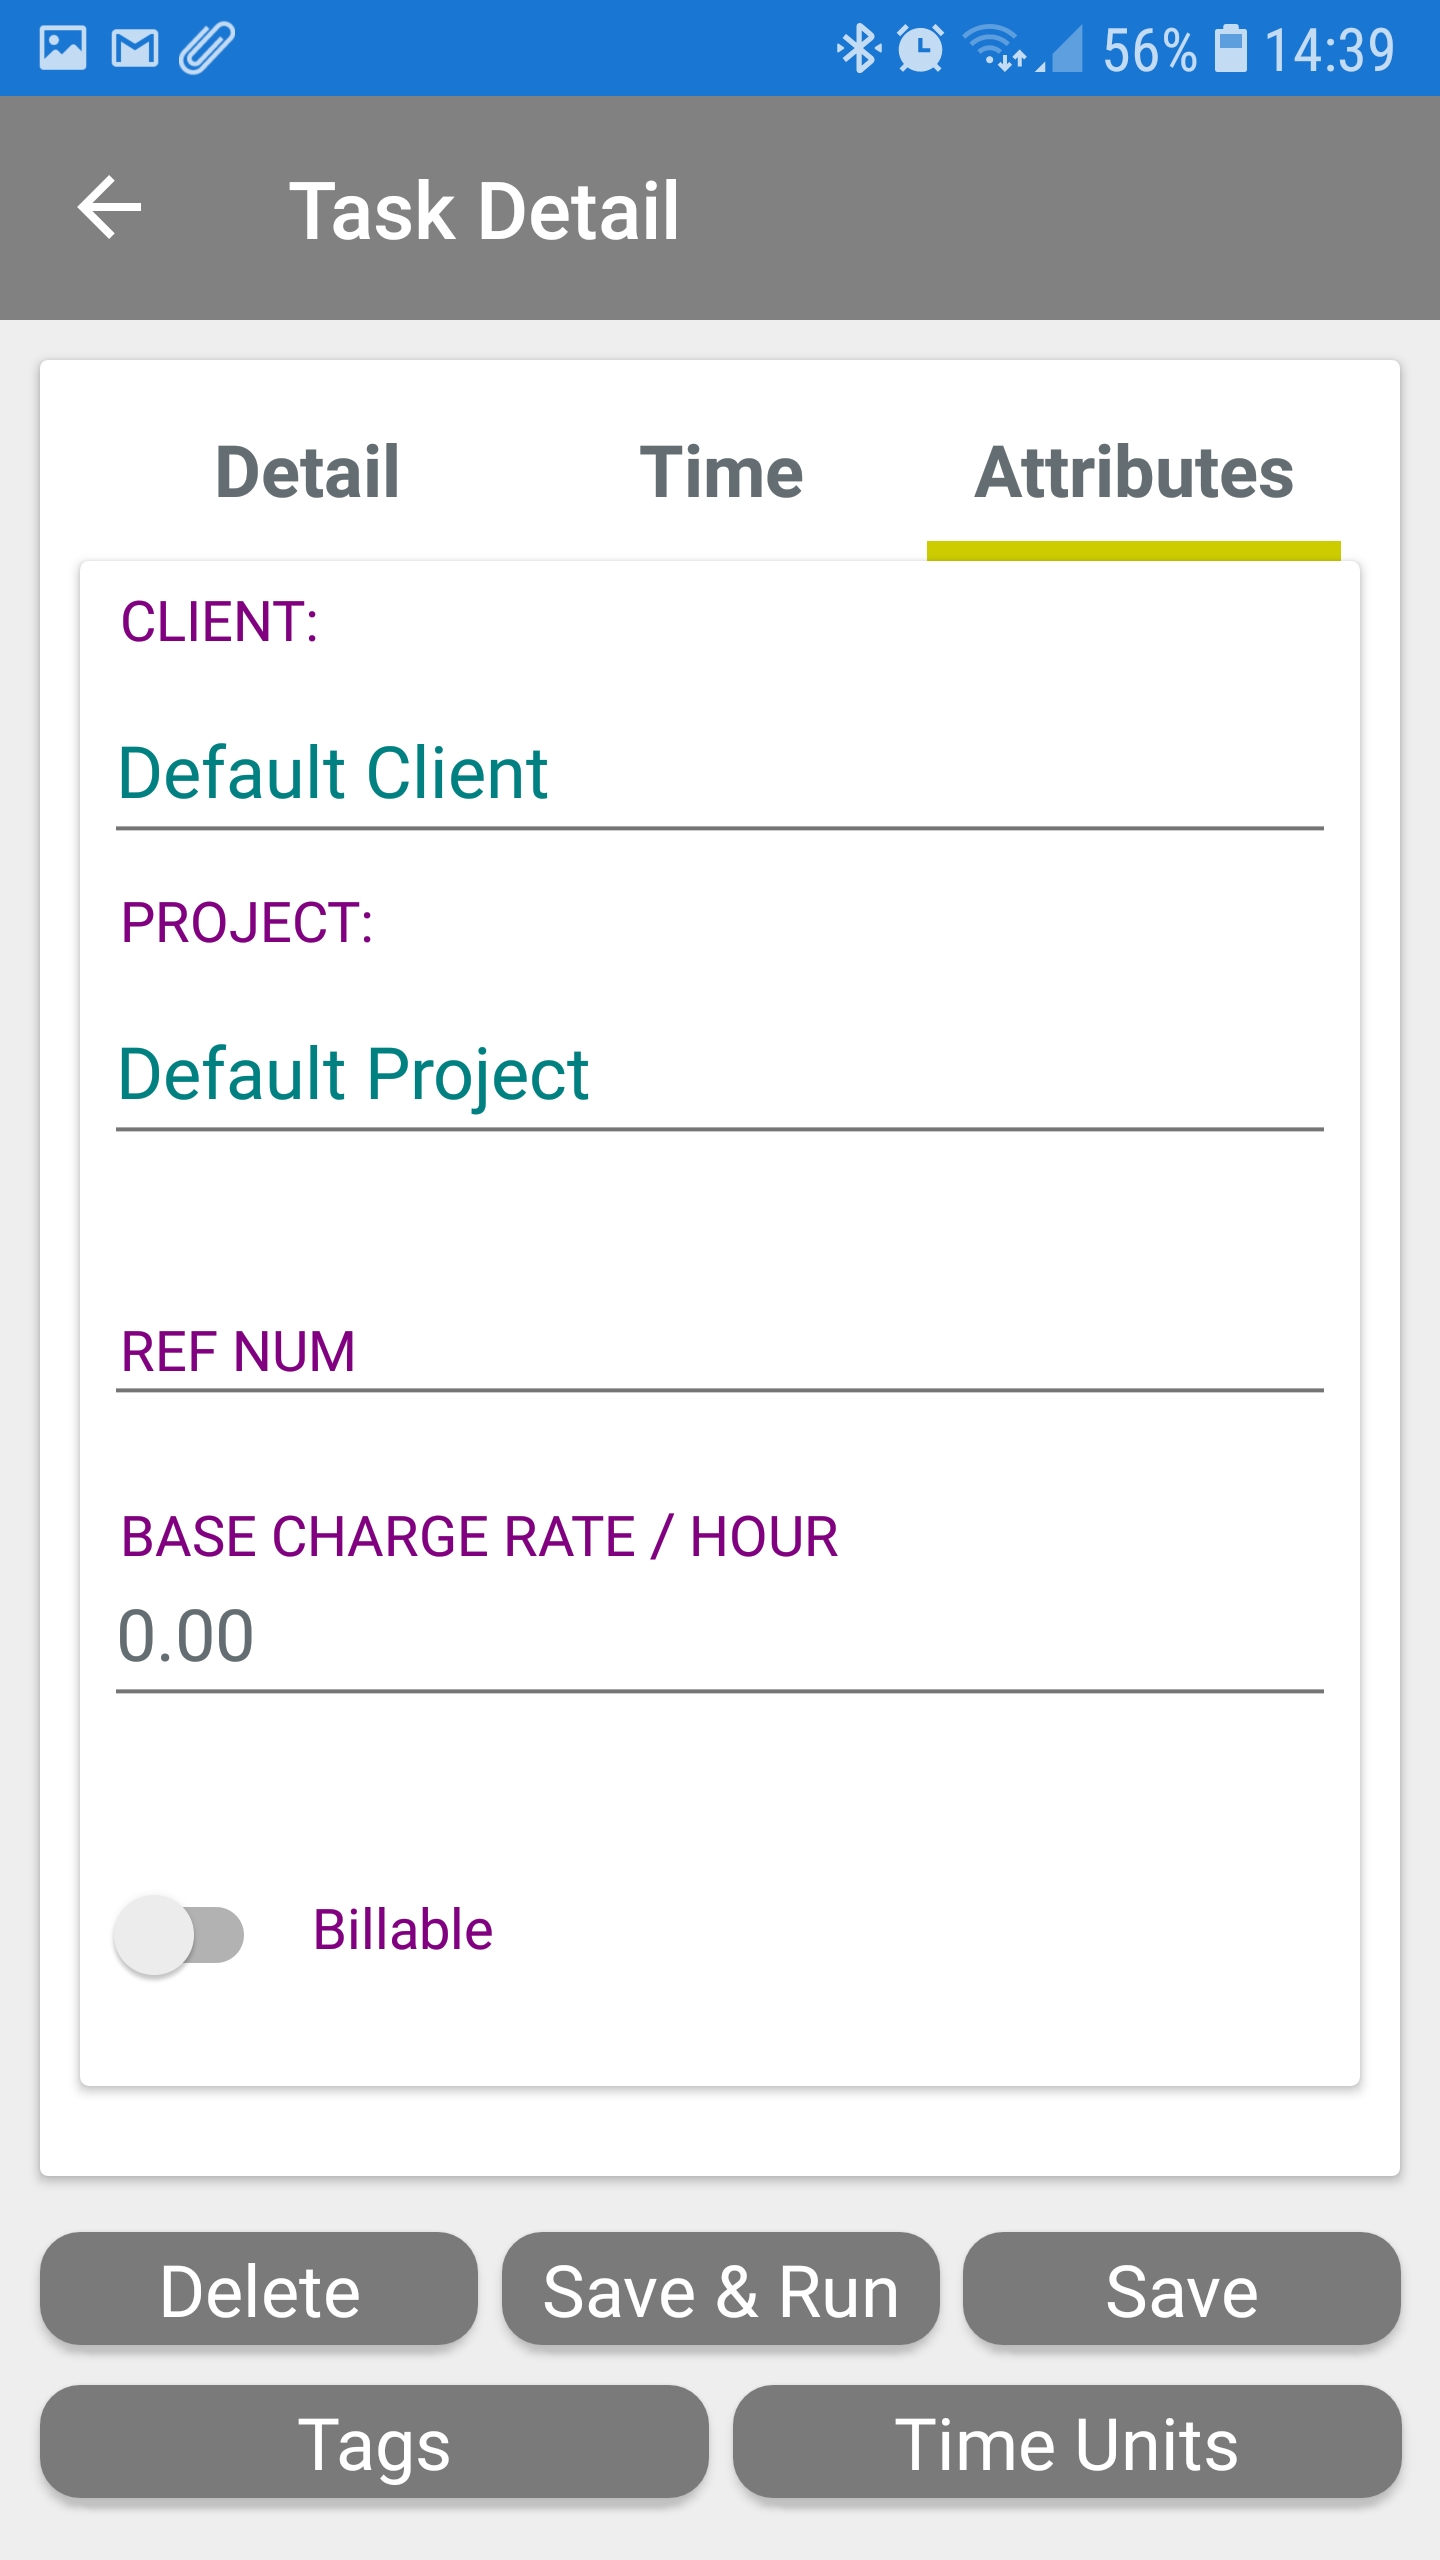 56% 14:39
Task Detail
Detail Time Attributes
CLIENT:
Default Client
PROJECT:
Default Project
REF NUM
BASE CHARGE RATE / HOUR
0.00
Billable
Delete Save & Run Save
Tags Time Units